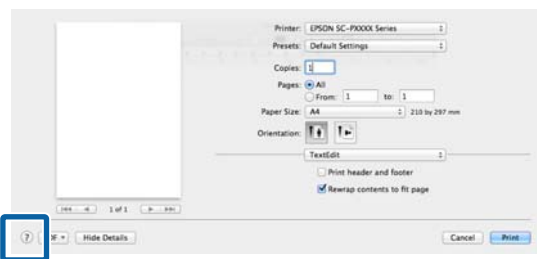 Printer: EPSON SC-PXXXX Series
Presets: Default Settings
Copies: 1
Pages: All
From: 1 to: 1
Paper Size: A4 210 by 297 mm
Orientation:
TextEdit
Print header and footer
Rewrap contents to fit page
1 of 1
? DF Hide Details Cancel Print